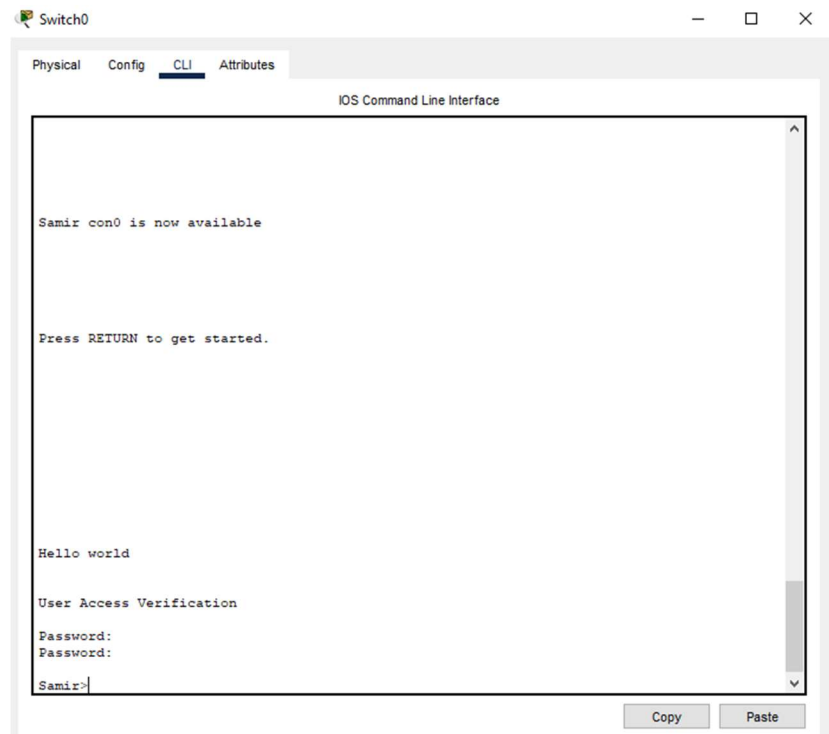 Switch0
Physical Config CLI Attributes
IOS Command Line Interface
Samir con0 is now available
Press RETURN to get started.
Hello world
User Access Verification
Password:
Password:
Samir>
Copy Paste